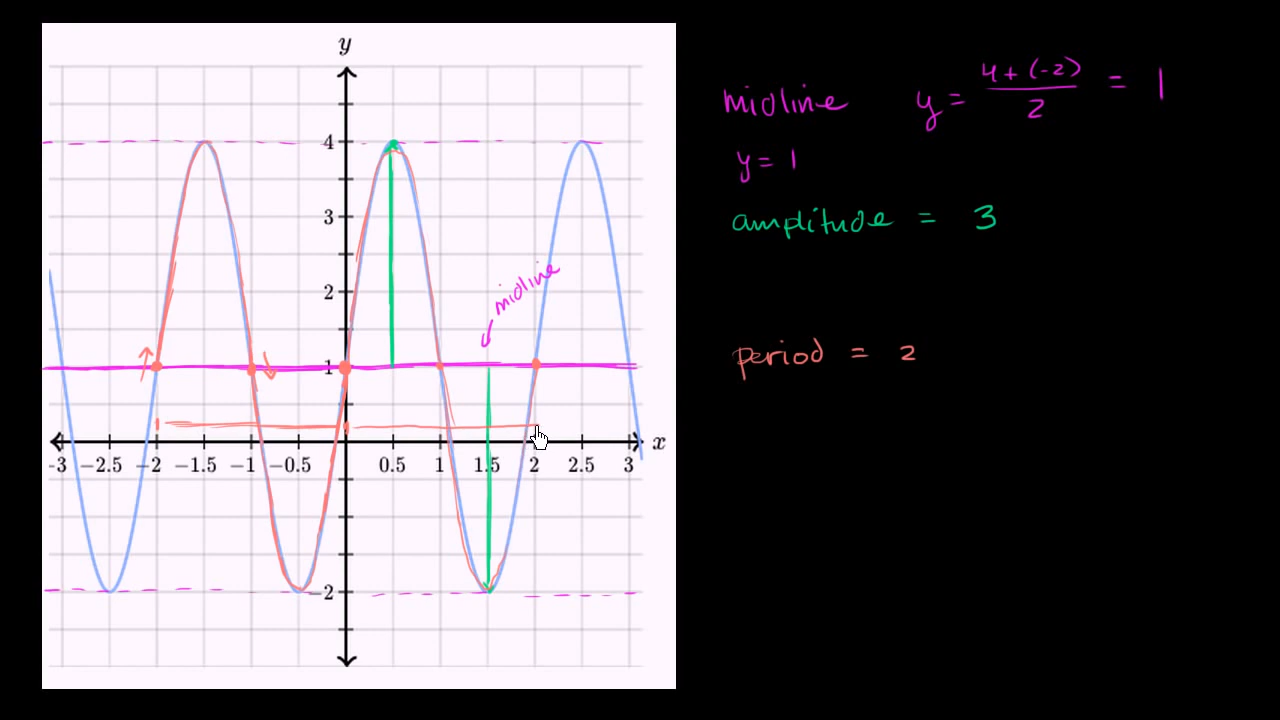 y
midline y = 4+(-2)/2 = 1
4
y = 1
3
amplitude = 3
2
midline
1
period = 2
x
-3 -2.5 -2 -1.5 -1 -0.5 0.5 1 1.5 2 2.5 3
-2